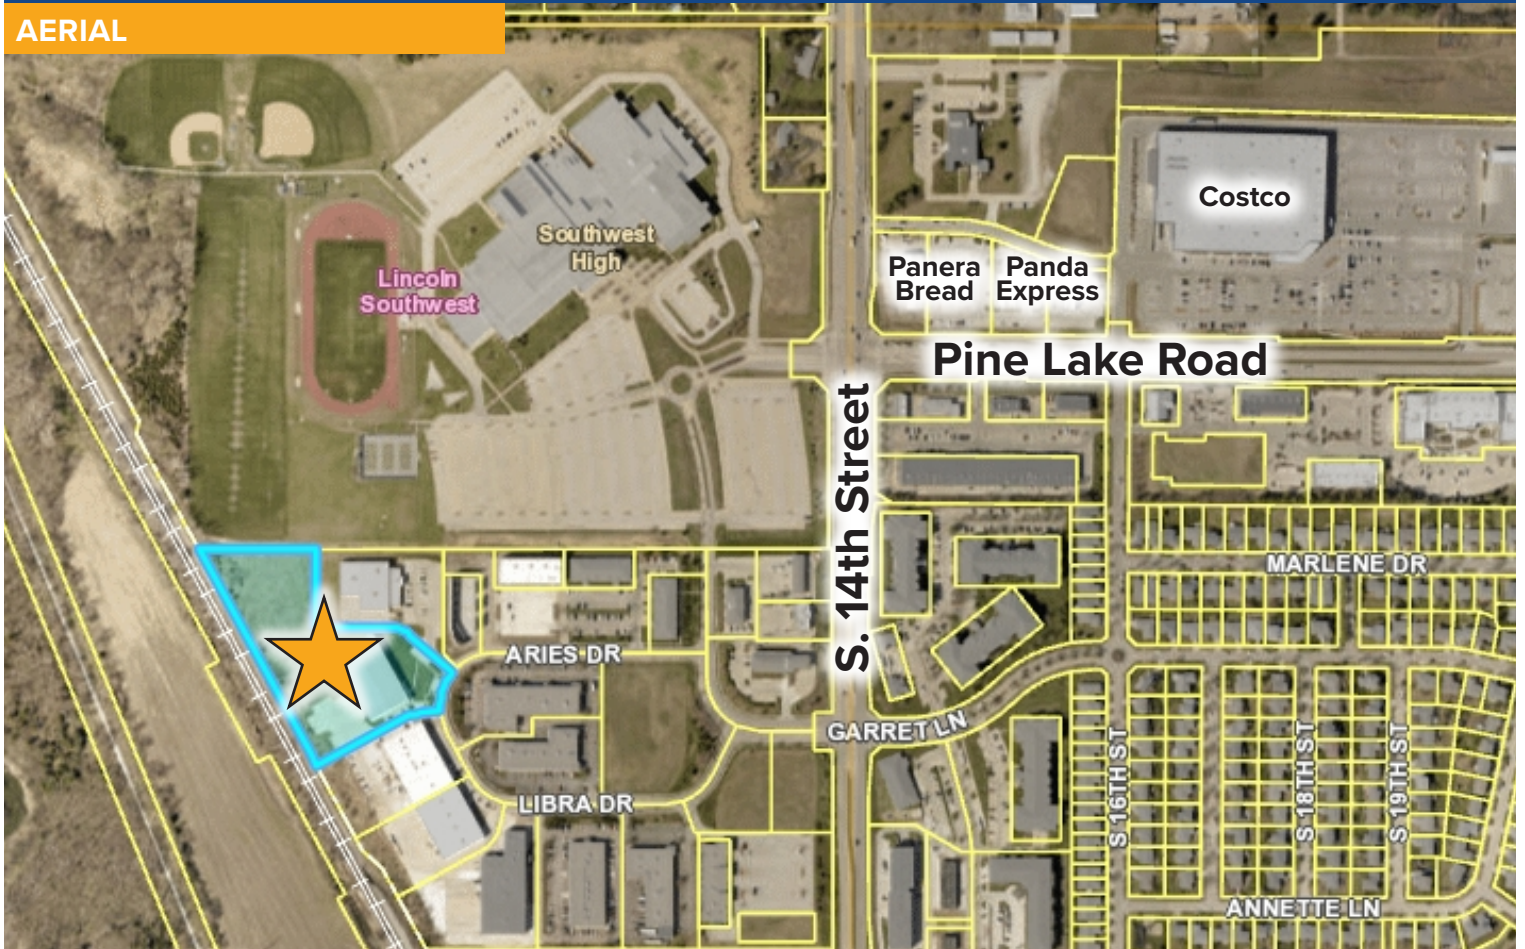 AERIAL
Costco
Southwest
High
Panera
Bread
Panda
Express
Lincoln
Southwest
Pine Lake Road
S. 14th Street
MARLENE DR
ARIES DR
GARRET LN
LIBRA DR
S 16TH ST
S 18TH ST
S 19TH ST
ANNETTE LN